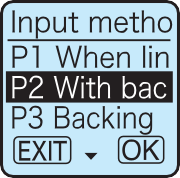 Input metho
P1 When lin
P2 With bac
P3 Backing
EXIT OK